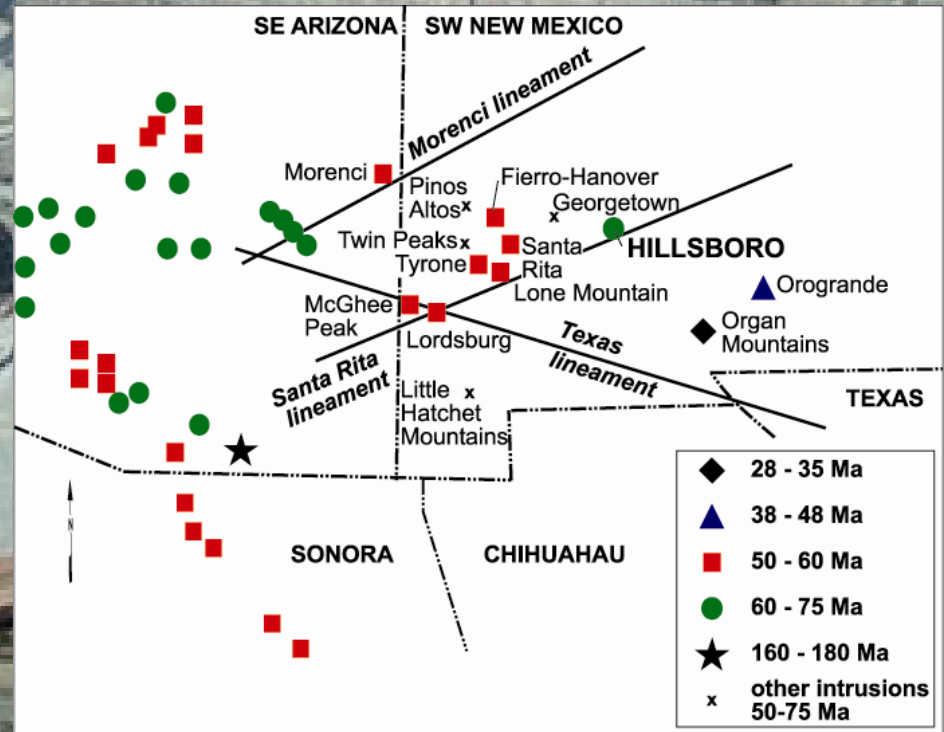 SE ARIZONA
SW NEW MEXICO
Morenci lineament
Morenci
Pinos
Altos x
Fierro-Hanover
Georgetown
x
Twin Peaks x
Santa
Rita
HILLSBORO
Tyrone
Lone Mountain
Orogrande
McGhee
Peak
Lordsburg
Organ
Mountains
Texas
lineament
Santa Rita
lineament
Little x
Hatchet
Mountains
TEXAS
N
SONORA
CHIHUAHAU
28 - 35 Ma
38 - 48 Ma
50 - 60 Ma
60 - 75 Ma
160 - 180 Ma
x other intrusions
50-75 Ma